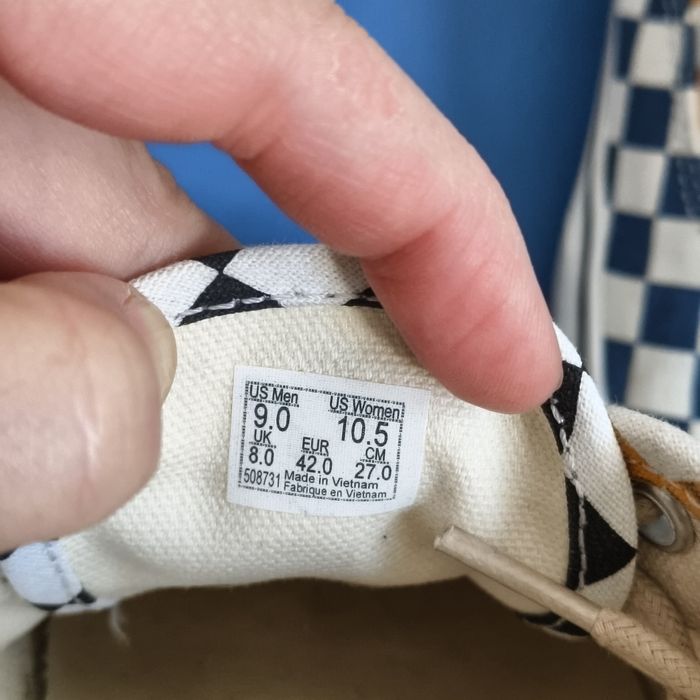 US Men US Women
9.0 10.5
UK EUR CM
8.0 42.0 27.0
508731 Made in Vietnam
Fabrique en Vietnam